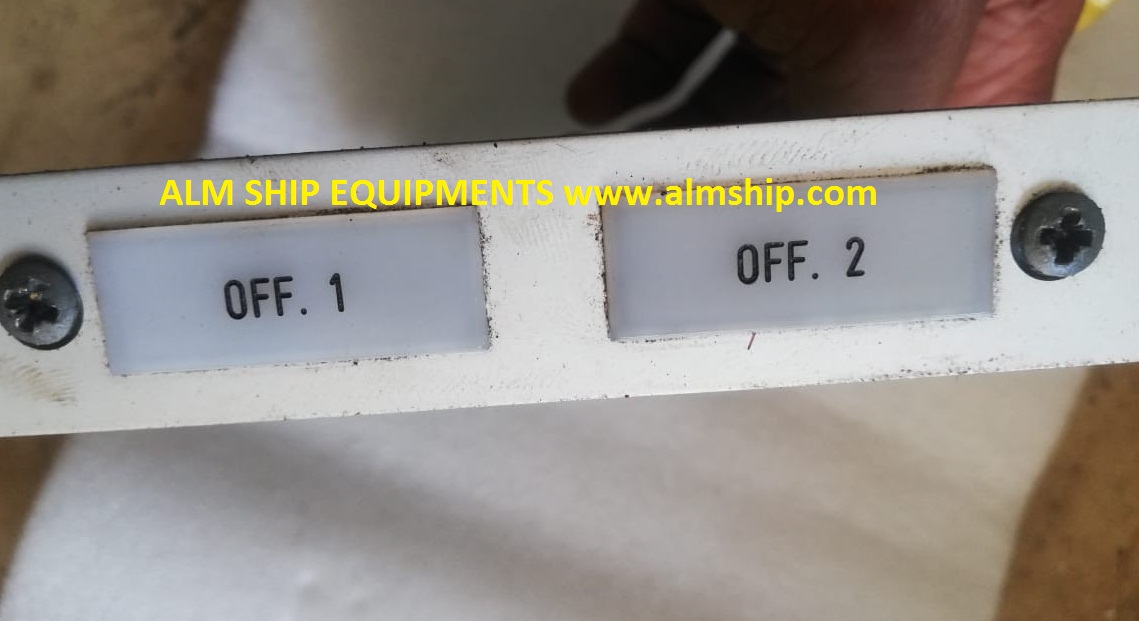 ALM SHIP EQUIPMENTS www.almship.com
OFF. 1
OFF. 2